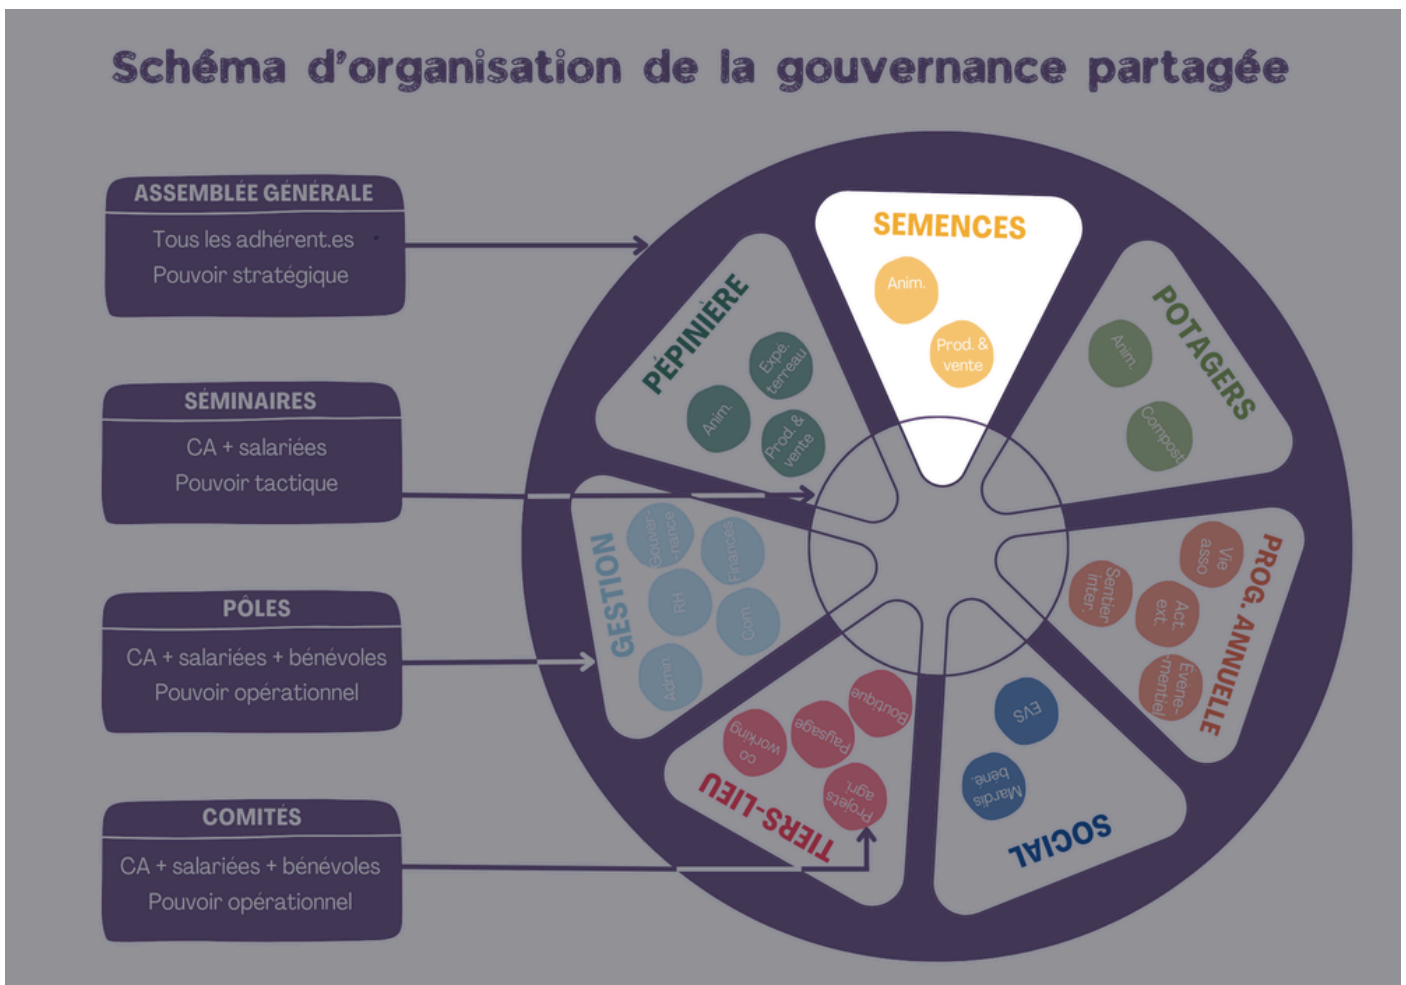 Schéma d'organisation de la gouvernance partagée
ASSEMBLÉE GÉNÉRALE
Tous les adhérent.es
Pouvoir stratégique
SÉMINAIRES
CA + salariées
Pouvoir tactique
PÔLES
CA + salariées + bénévoles
Pouvoir opérationnel
COMITÉS
CA + salariées + bénévoles
Pouvoir opérationnel
SEMENCES
Anim.
Prod. &
vente
POTAGERS
Anim.
Compost
PROG. ANNUELLE
Vie
asso
Sentier
inter.
Act.
ext.
Événe-
-mentiel
SOCIAL
EVS
Mardis
béné.
TIERS-LIEU
Boutique
Paysage
co
working
Projets
agri.
GESTION
Gouver-
-nance
Finances
RH
Com.
Admin.
PÉPINIÈRE
Expé.
terreau
Anim.
Prod. &
vente